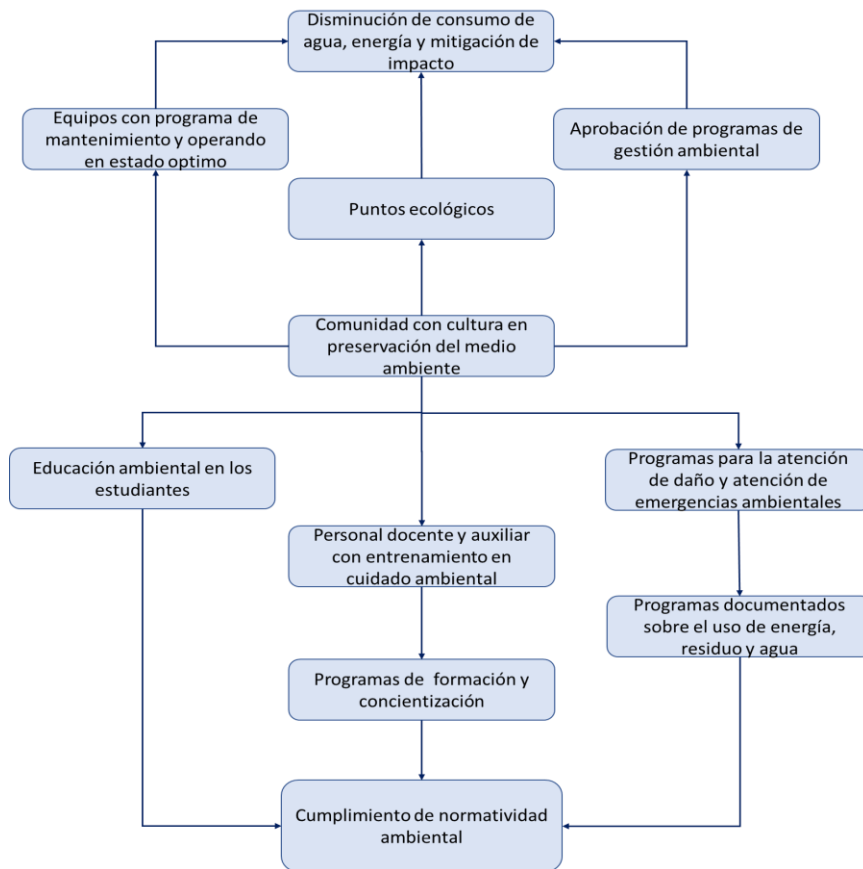 Disminución de consumo de
agua, energía y mitigación de
impacto
Equipos con programa de
mantenimiento y operando
en estado optimo
Aprobación de programas de
gestión ambiental
Puntos ecológicos
Comunidad con cultura en
preservación del medio
ambiente
Educación ambiental en los
estudiantes
Programas para la atención
de daño y atención de
emergencias ambientales
Personal docente y auxiliar
con entrenamiento en
cuidado ambiental
Programas documentados
sobre el uso de energía,
residuo y agua
Programas de formación y
concientización
Cumplimiento de normatividad
ambiental